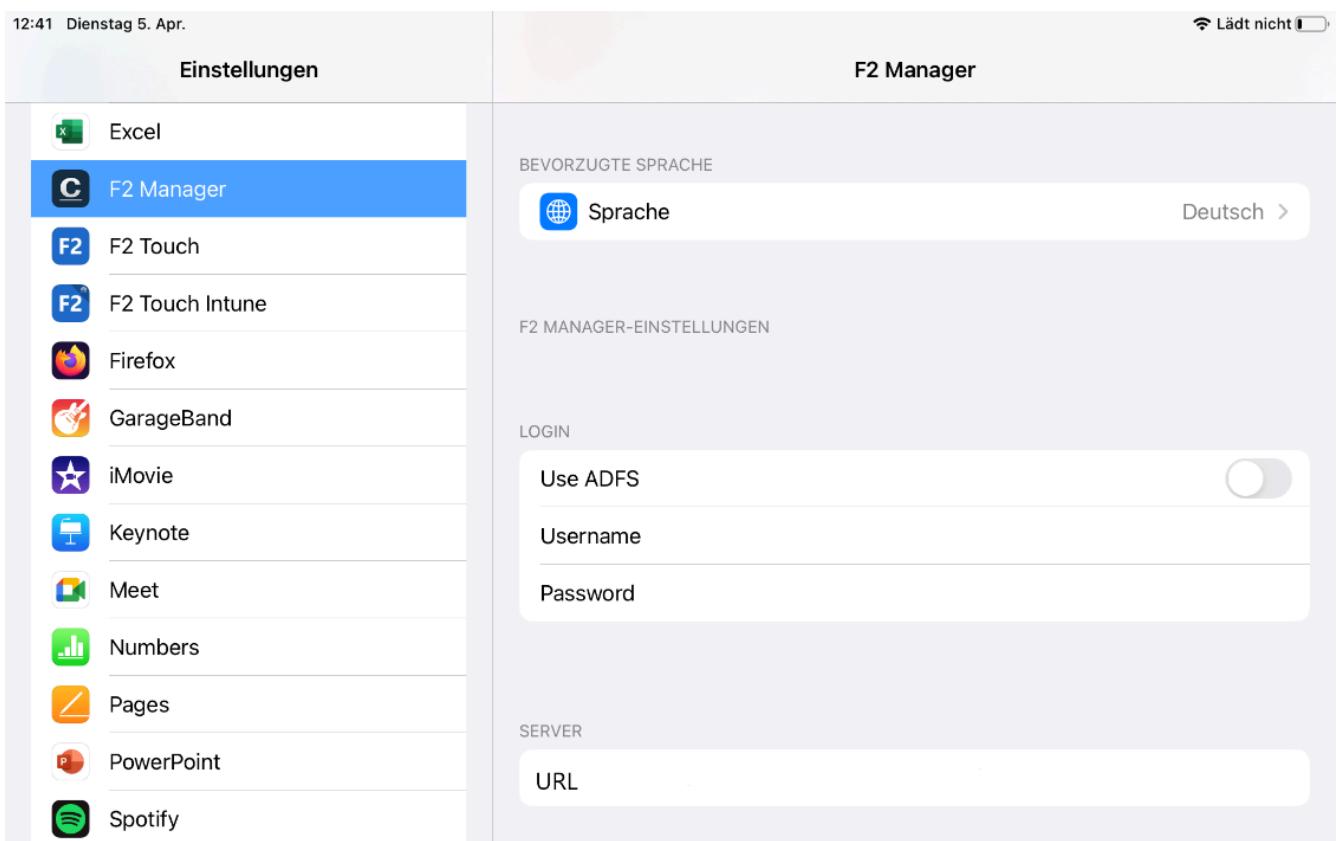 12:41 Dienstag 5. Apr.
Lädt nicht
Einstellungen
Excel
F2 Manager
F2 Touch
F2 Touch Intune
Firefox
GarageBand
iMovie
Keynote
Meet
Numbers
Pages
PowerPoint
Spotify
F2 Manager
BEVORZUGTE SPRACHE
Sprache Deutsch
F2 MANAGER-EINSTELLUNGEN
LOGIN
Use ADFS
Username
Password
SERVER
URL